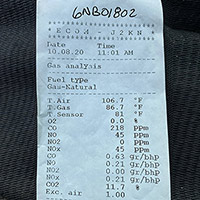 6NB01802
* E C O M - J 2 K N *
Date Time
10.08.20 11:01 AM
Gas analysis
Fuel type
Gas-Natural
T.Air 106.7 °F
T.Gas 86.7 °F
T.Sensor 81 °F
O2 0.0 %
CO 218 ppm
NO 45 ppm
NO2 0 ppm
NOx 45 ppm
CO 0.63 Gr/bhp
NO 0.21 Gr/bhp
NO2 0.00 Gr/bhp
NOx 0.21 Gr/bhp
CO2 11.7 %
Exc. air 1.00